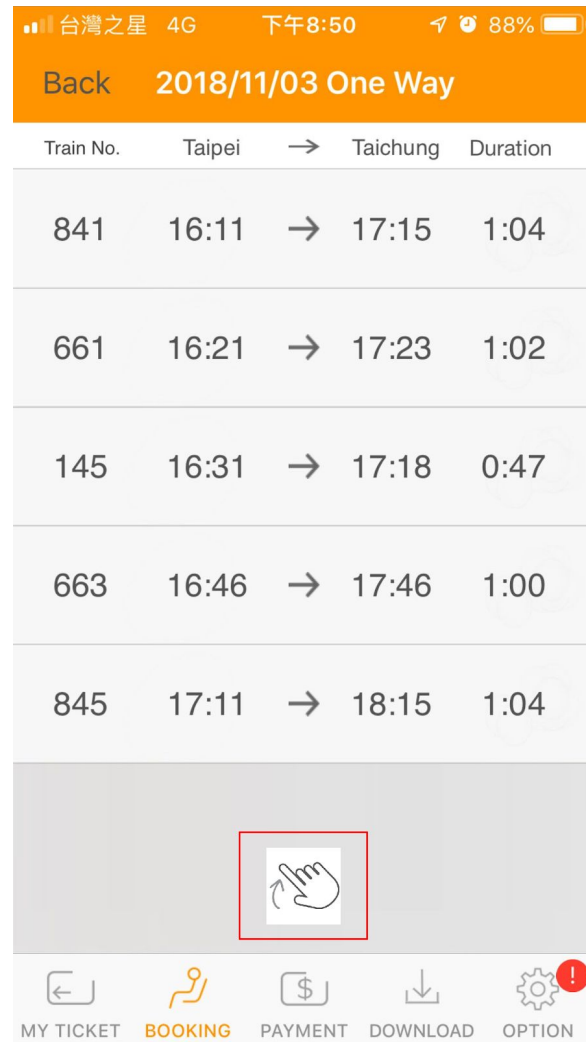 台灣之星 4G 下午8:50 88%
Back 2018/11/03 One Way
Train No. Taipei → Taichung Duration
841 16:11 → 17:15 1:04
661 16:21 → 17:23 1:02
145 16:31 → 17:18 0:47
663 16:46 → 17:46 1:00
845 17:11 → 18:15 1:04
$ !
MY TICKET BOOKING PAYMENT DOWNLOAD OPTION